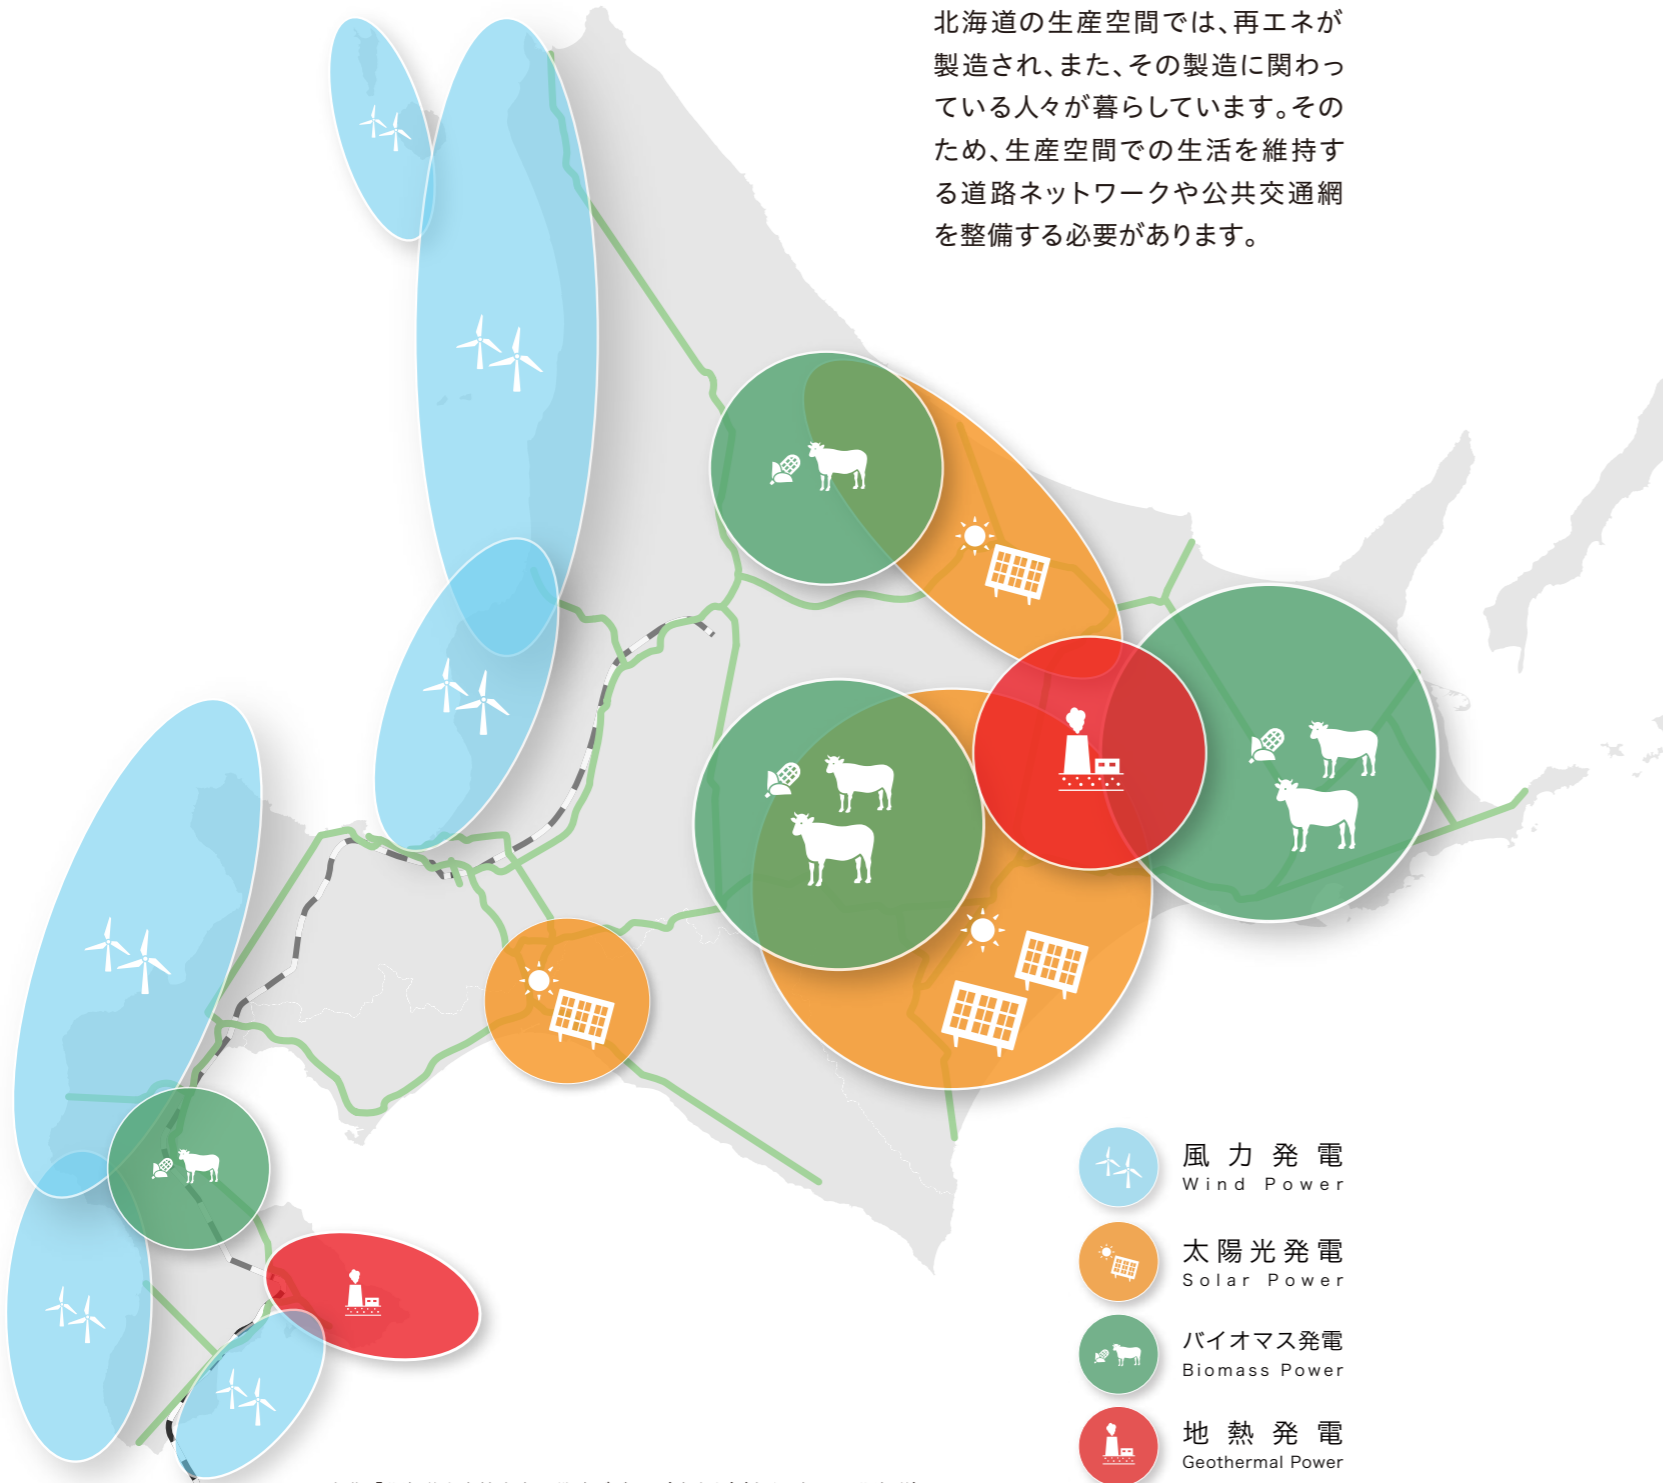 北海道の生産空間では、再エネが
製造され、また、その製造に関わっ
ている人々が暮らしています。その
ため、生産空間での生活を維持す
る道路ネットワークや公共交通網
を整備する必要があります。
風力発電
Wind Power
太陽光発電
Solar Power
バイオマス発電
Biomass Power
地熱発電
Geothermal Power